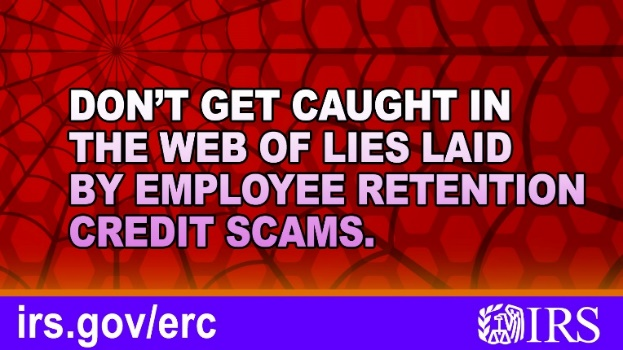 DON'T GET CAUGHT IN
THE WEB OF LIES LAID
BY EMPLOYEE RETENTION
CREDIT SCAMS.
irs.gov/erc
IRS